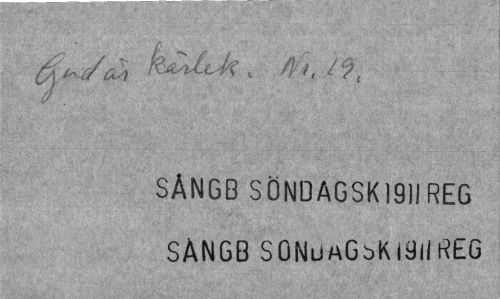 Gud är kärlek. Nr. 19.
SÅNGB SÖNDAGSK 1911 REG
SÅNGB SÖNDAGSK 1911 REG